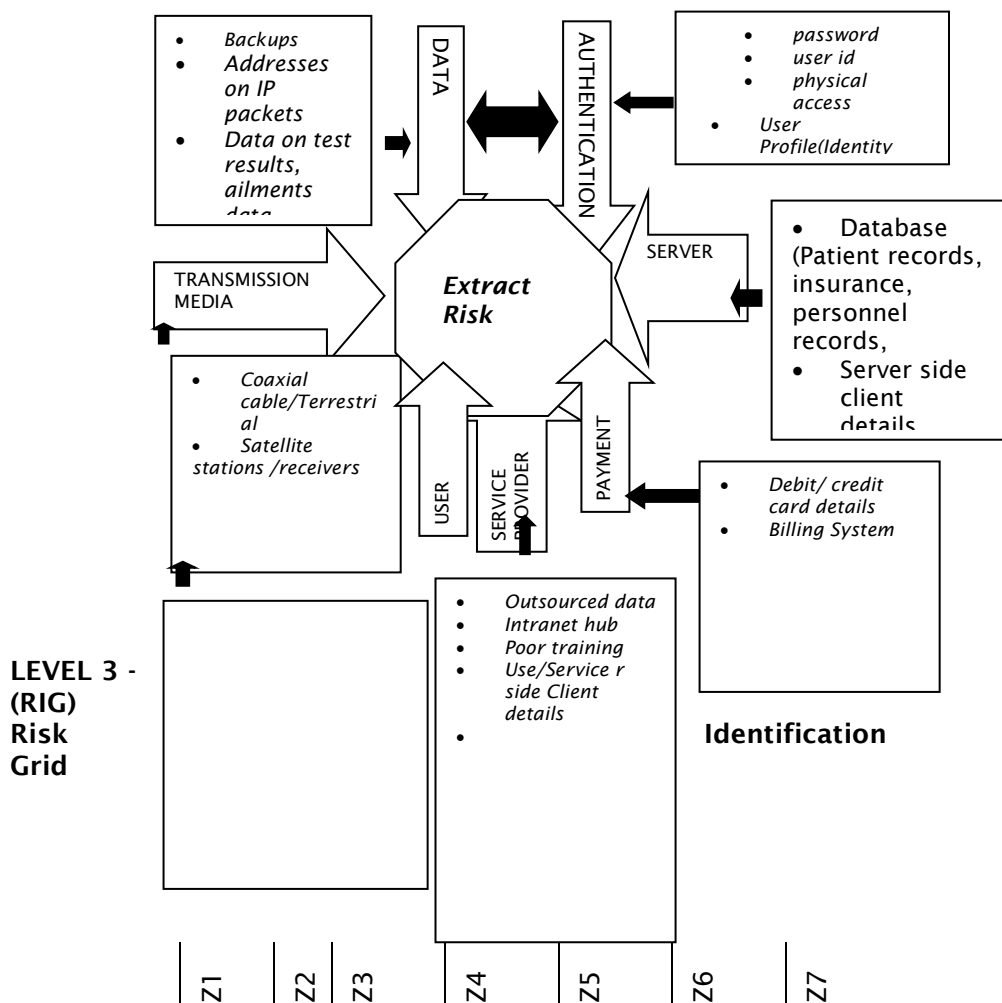 Backups
Addresses
on IP
packets
Data on test
results,
ailments
data
DATA
AUTHENTICATION
password
user id
physical
access
User
Profile(Identity
TRANSMISSION
MEDIA
Extract
Risk
SERVER
Database
(Patient records,
insurance,
personnel
records,
Server side
client
details
Coaxial
cable/Terrestri
al
Satellite
stations /receivers
USER
SERVICE
PROVIDER
PAYMENT
Debit/ credit
card details
Billing System
Outsourced data
Intranet hub
Poor training
Use/Service r
side Client
details
LEVEL 3 -
(RIG)
Risk
Grid
Identification
Z1
Z2
Z3
Z4
Z5
Z6
Z7